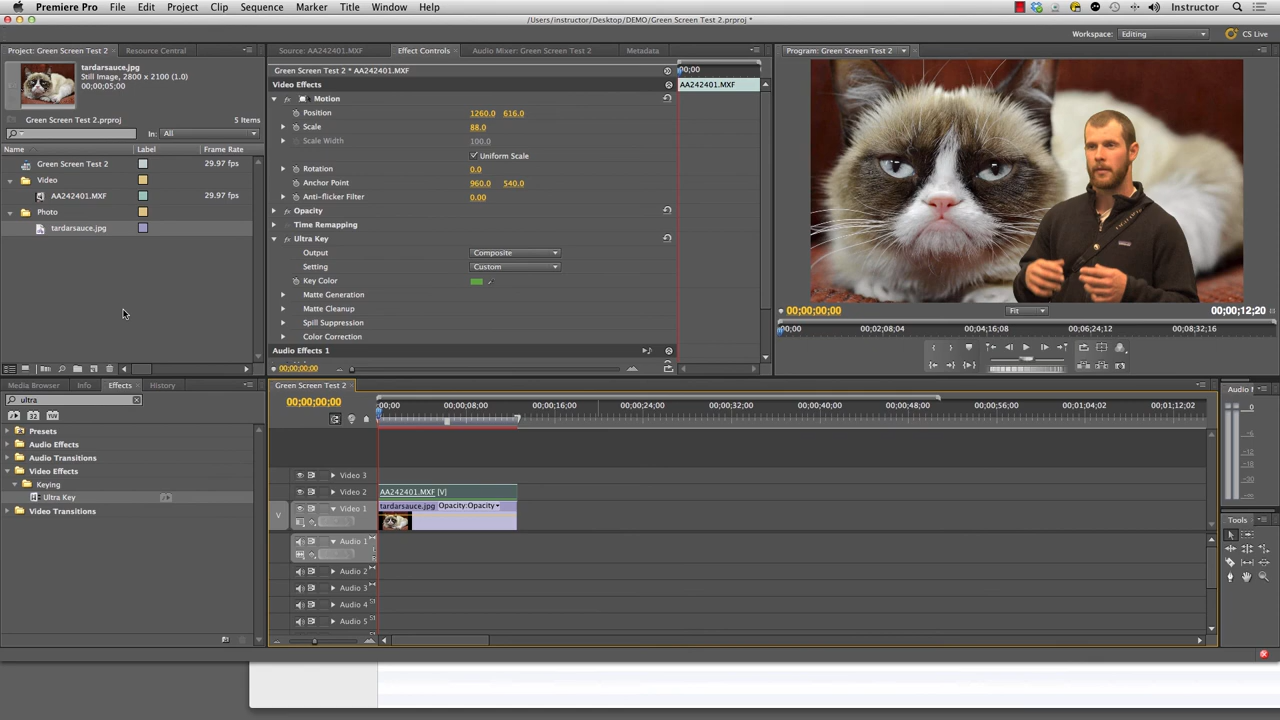 Premiere Pro File Edit Project Clip Sequence Marker Title Window Help Instructor
/Users/instructor/Desktop/DEMO/Green Screen Test 2.prproj *
Workspace: Editing CS Live
Project: Green Screen Test 2 Resource Central
tardarsauce.jpg
Still Image, 2800 x 2100 (1.0)
00;00;05;00
Green Screen Test 2.prproj 5 Items
In: All
Name Label Frame Rate
Green Screen Test 2 29.97 fps
Video
AA242401.MXF 29.97 fps
Photo
tardarsauce.jpg
Source: AA242401.MXF Effect Controls Audio Mixer: Green Screen Test 2 Metadata
Green Screen Test 2 * AA242401.MXF 00;00
Video Effects AA242401.MXF
Motion
Position 1260.0 616.0
Scale 88.0
Scale Width 100.0
Uniform Scale
Rotation 0.0
Anchor Point 960.0 540.0
Anti-flicker Filter 0.00
Opacity
Time Remapping
Ultra Key
Output Composite
Setting Custom
Key Color
Matte Generation
Matte Cleanup
Spill Suppression
Color Correction
Audio Effects 1
00;00;00;00
Program: Green Screen Test 2
00;00;00;00 Fit 00;00;12;20
00;00 00;02;08;04 00;04;16;08 00;06;24;12 00;08;32;16
Media Browser Info Effects History
ultra
Presets
Audio Effects
Audio Transitions
Video Effects
Keying
Ultra Key
Video Transitions
Green Screen Test 2
00;00;00;00
00;00 00;00;08;00 00;00;16;00 00;00;24;00 00;00;32;00 00;00;40;00 00;00;48;00 00;00;56;00 00;01;04;02 00;01;12;02
Video 3
Video 2 AA242401.MXF [V]
V Video 1 tardarsauce.jpg Opacity:Opacity
Audio 1
Audio 2
Audio 3
Audio 4
Audio 5
Audio
0
-6
-12
-18
-30
Tools